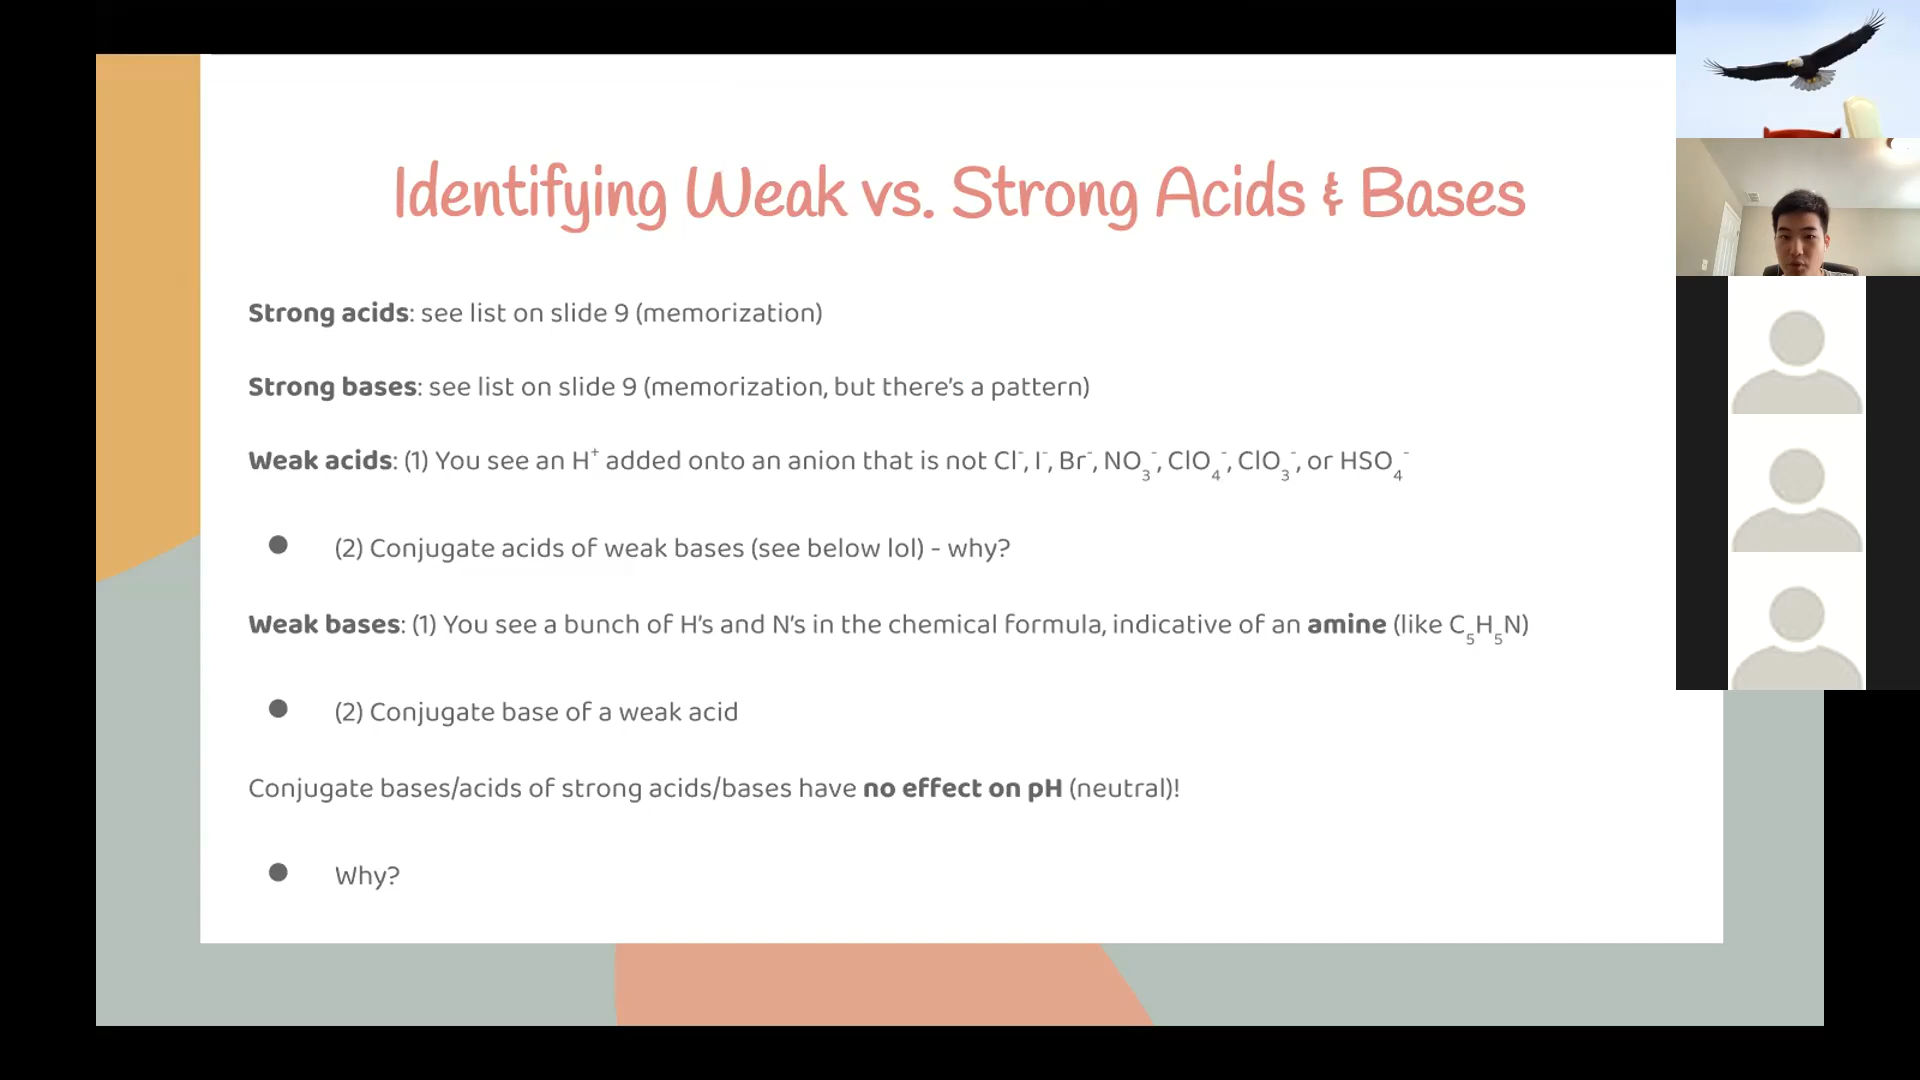 Identifying Weak vs. Strong Acids & Bases
Strong acids: see list on slide 9 (memorization)
Strong bases: see list on slide 9 (memorization, but there's a pattern)
Weak acids: (1) You see an H⁺ added onto an anion that is not Cl⁻, I⁻, Br⁻, NO₃⁻, ClO₄⁻, ClO₃⁻, or HSO₄⁻
● (2) Conjugate acids of weak bases (see below lol) - why?
Weak bases: (1) You see a bunch of H's and N's in the chemical formula, indicative of an amine (like C₅H₅N)
● (2) Conjugate base of a weak acid
Conjugate bases/acids of strong acids/bases have no effect on pH (neutral)!
● Why?